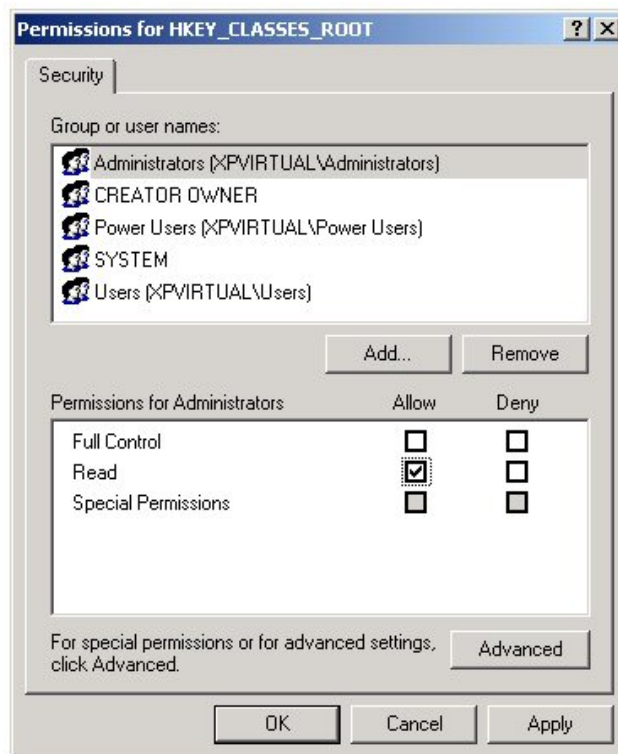 Permissions for HKEY_CLASSES_ROOT
Security
Group or user names:
Administrators (XPVIRTUAL\Administrators)
CREATOR OWNER
Power Users (XPVIRTUAL\Power Users)
SYSTEM
Users (XPVIRTUAL\Users)
Add... Remove
Permissions for Administrators Allow Deny
Full Control
Read
Special Permissions
For special permissions or for advanced settings,
click Advanced.
Advanced
OK Cancel Apply